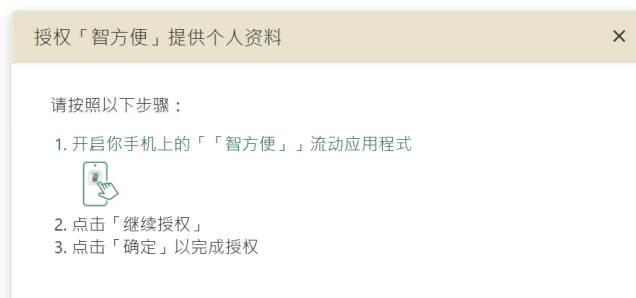 授权「智方便」提供个人资料 ×
请按照以下步骤：
1. 开启你手机上的「「智方便」」流动应用程式
2. 点击「继续授权」
3. 点击「确定」以完成授权